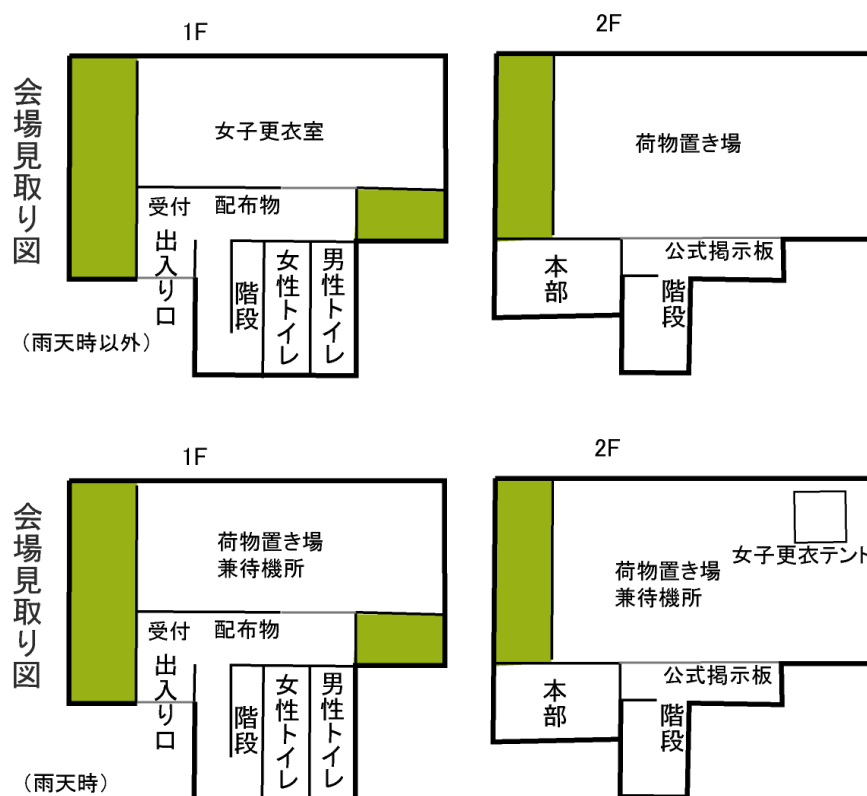 会場見取り図
(雨天時以外)
1F
女子更衣室
受付
配布物
出入り口
階段
女性トイレ
男性トイレ
2F
荷物置き場
本部
公式掲示板
階段
会場見取り図
(雨天時)
1F
荷物置き場
兼待機所
受付
配布物
出入り口
階段
女性トイレ
男性トイレ
2F
女子更衣テント
荷物置き場
兼待機所
本部
公式掲示板
階段